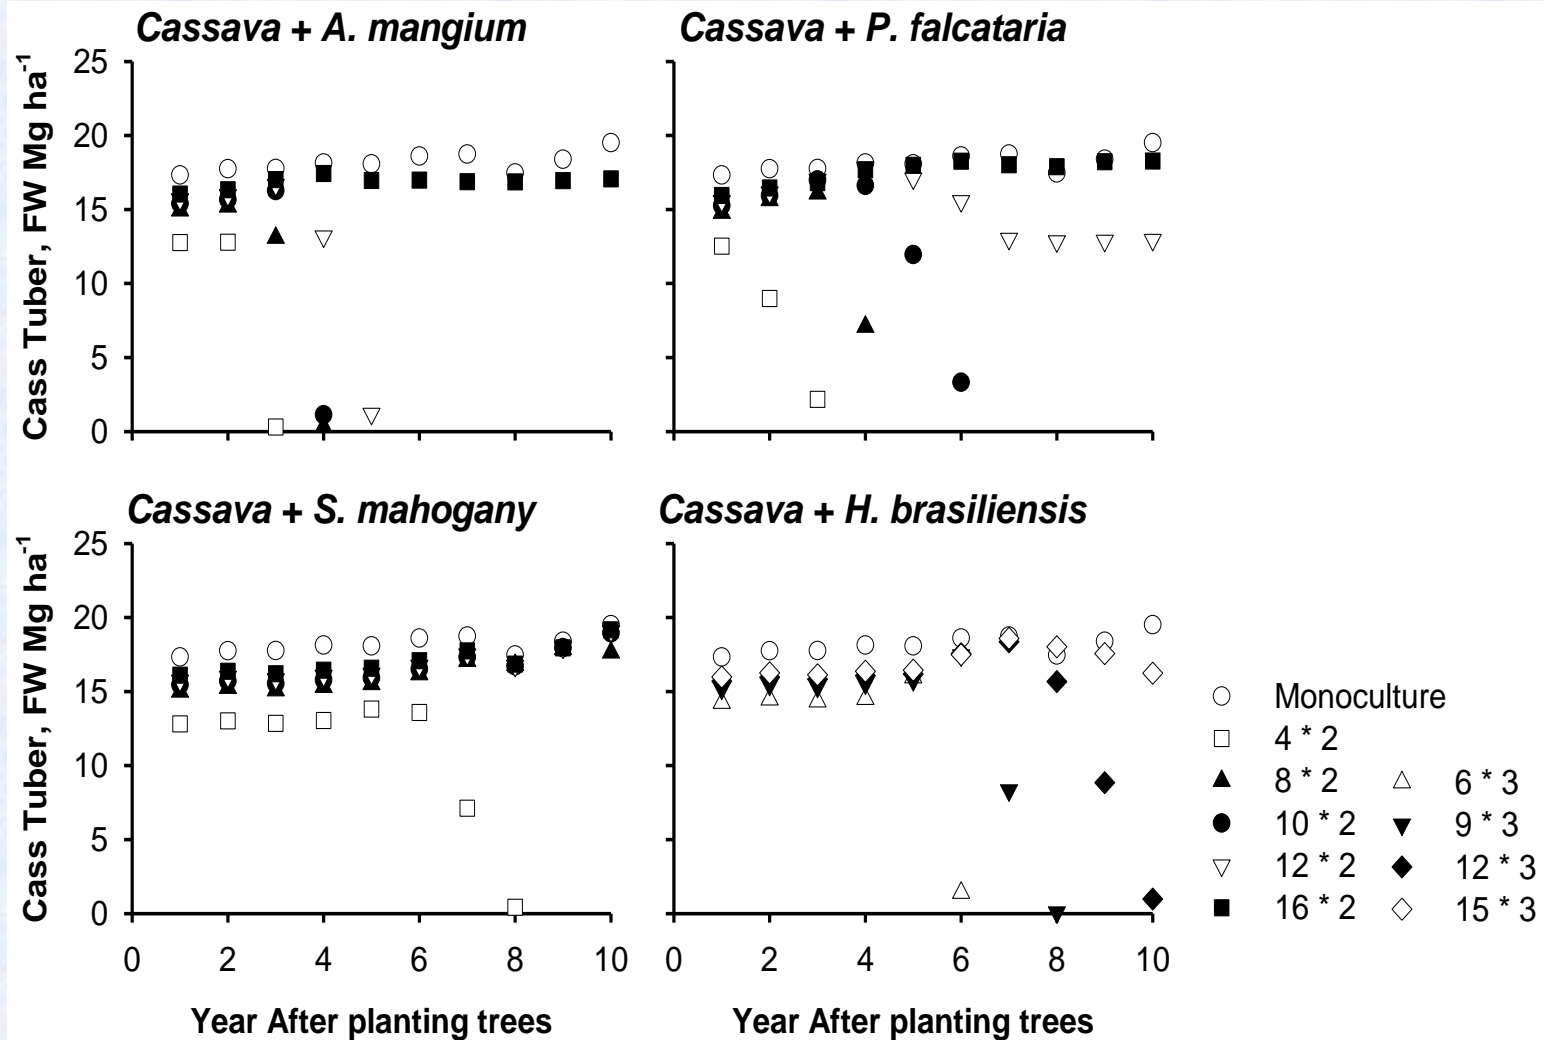 Cassava + A. mangium
Cassava + P. falcataria
Cass Tuber, FW Mg ha-1
25
20
15
10
5
0
Cassava + S. mahogany
Cassava + H. brasiliensis
Cass Tuber, FW Mg ha-1
25
20
15
10
5
0
0 2 4 6 8 10
0 2 4 6 8 10
Year After planting trees
Year After planting trees
Monoculture
4 * 2
8 * 2
6 * 3
10 * 2
9 * 3
12 * 2
12 * 3
16 * 2
15 * 3